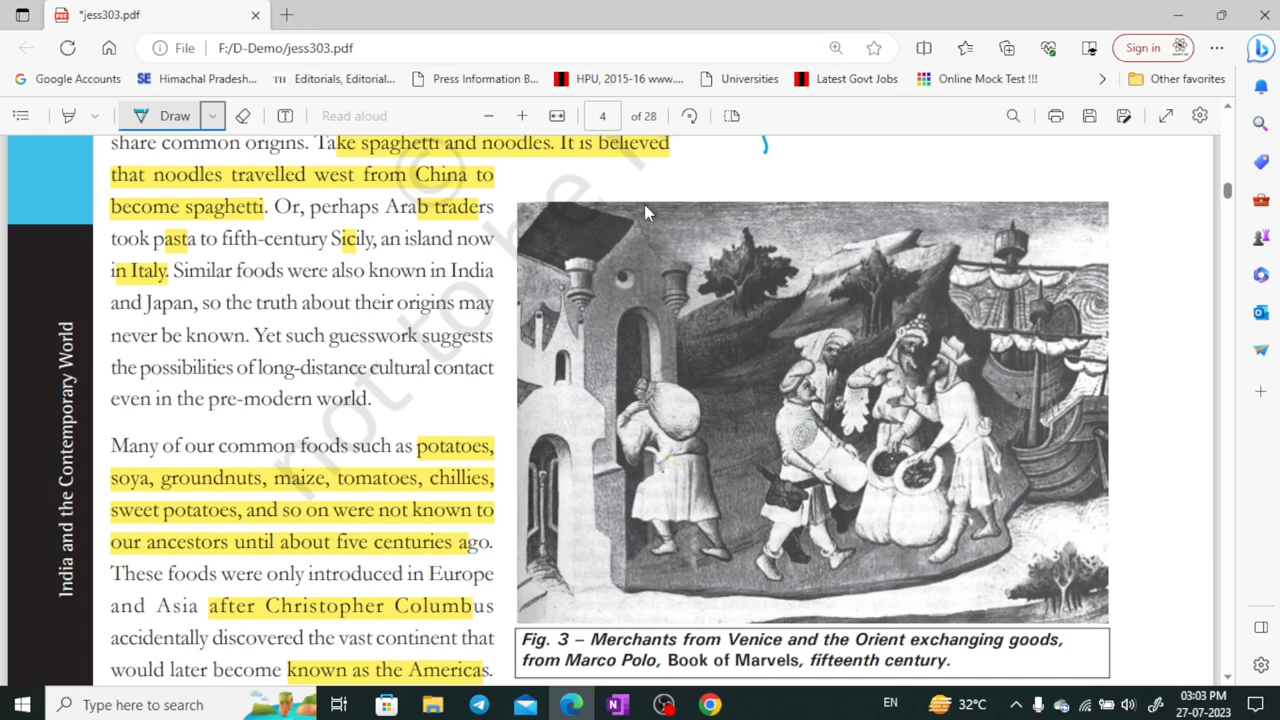 *jess303.pdf
File F:/D-Demo/jess303.pdf Sign in
Google Accounts SE Himachal Pradesh... TH Editorials, Editorial... Press Information B... HPU, 2015-16 www.... Universities Latest Govt Jobs Online Mock Test !!! Other favorites
Draw Read aloud 4 of 28
share common origins. Take spaghetti and noodles. It is believed
that noodles travelled west from China to
become spaghetti. Or, perhaps Arab traders
took pasta to fifth-century Sicily, an island now
in Italy. Similar foods were also known in India
and Japan, so the truth about their origins may
never be known. Yet such guesswork suggests
the possibilities of long-distance cultural contact
even in the pre-modern world.
Many of our common foods such as potatoes,
soya, groundnuts, maize, tomatoes, chillies,
sweet potatoes, and so on were not known to
our ancestors until about five centuries ago.
These foods were only introduced in Europe
and Asia after Christopher Columbus
accidentally discovered the vast continent that
would later become known as the Americas.
India and the Contemporary World
© not to be
Fig. 3 – Merchants from Venice and the Orient exchanging goods,
from Marco Polo, Book of Marvels, fifteenth century.
Type here to search
EN 32°C 03:03 PM
27-07-2023